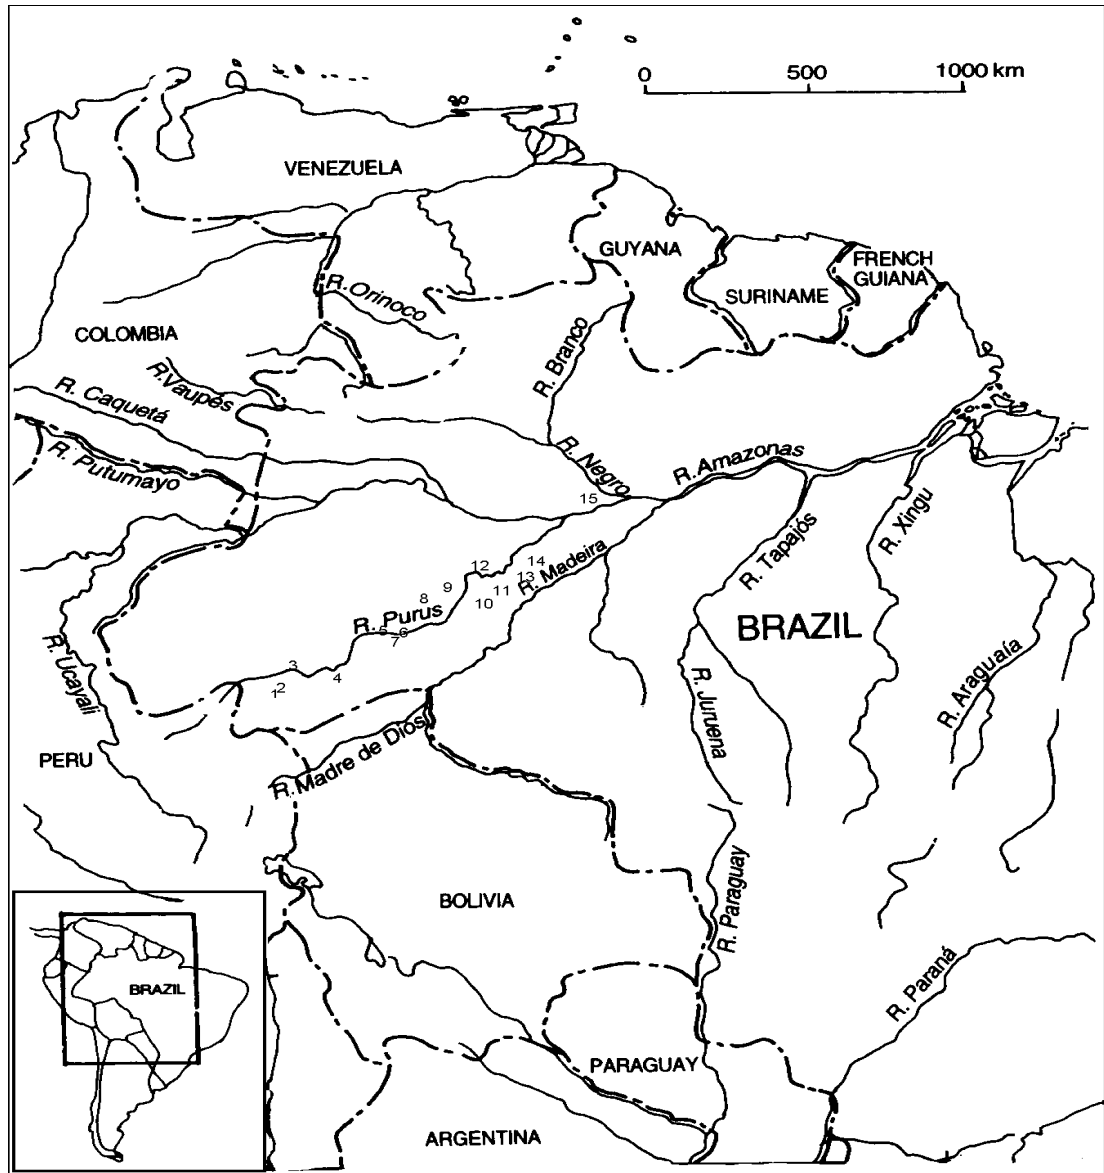 0 500 1000 km
VENEZUELA
GUYANA
FRENCH
GUIANA
SURINAME
R. Orinoco
COLOMBIA
R. Branco
R.Vaupés
R. Caquetá
R. Putumayo
R. Negro
R. Amazonas
15
R. Xingu
R. Tapajós
R. Madeira
14
12
13
11
10
9
8
R. Purus
5
6
7
BRAZIL
R. Ucayali
3
4
2
1
R. Araguaía
R. Juruena
PERU
R. Madre de Dios
BOLIVIA
R. Paraguay
R. Paraná
BRAZIL
PARAGUAY
ARGENTINA